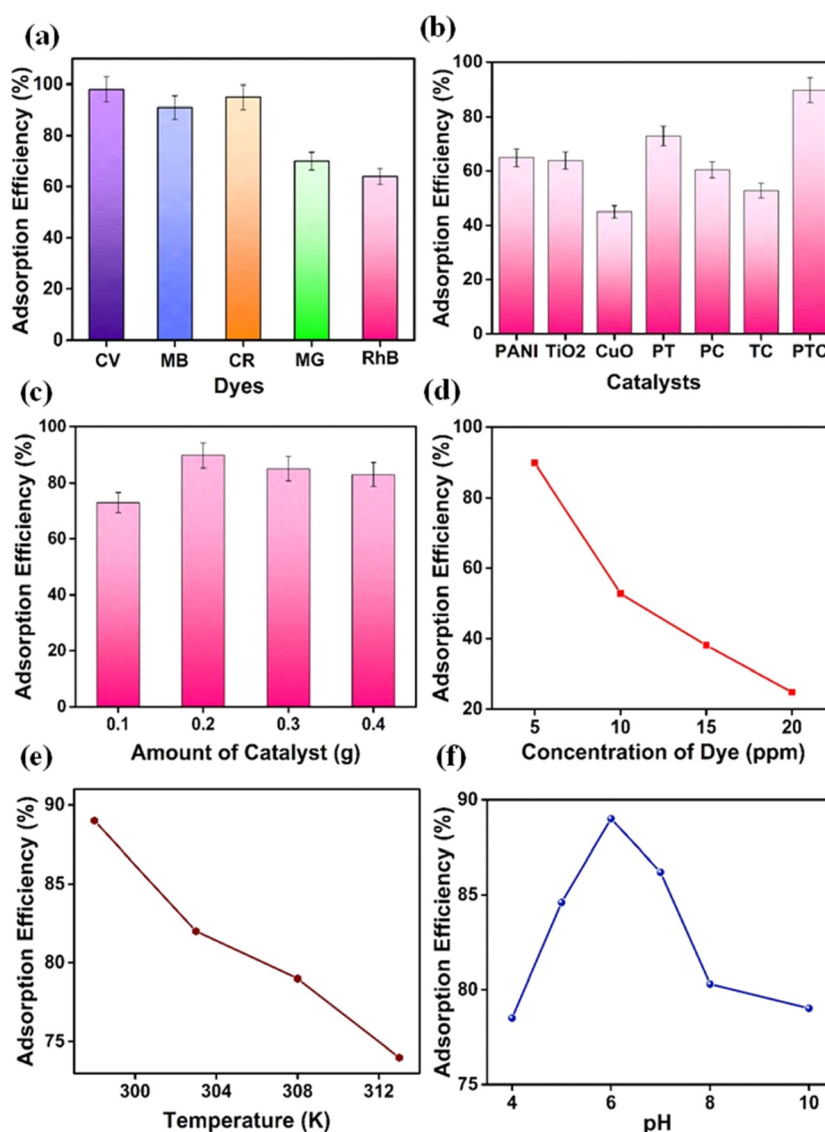 (a)
Adsorption Efficiency (%)
100
80
60
40
20
0
CV MB CR MG RhB
Dyes
(b)
Adsorption Efficiency (%)
100
80
60
40
20
0
PANI TiO2 CuO PT PC TC PTC
Catalysts
(c)
Adsorption Efficiency (%)
100
80
60
40
20
0
0.1 0.2 0.3 0.4
Amount of Catalyst (g)
(d)
Adsorption Efficiency (%)
100
80
60
40
20
5 10 15 20
Concentration of Dye (ppm)
(e)
Adsorption Efficiency (%)
90
85
80
75
300 304 308 312
Temperature (K)
(f)
Adsorption Efficiency (%)
90
85
80
75
4 6 8 10
pH